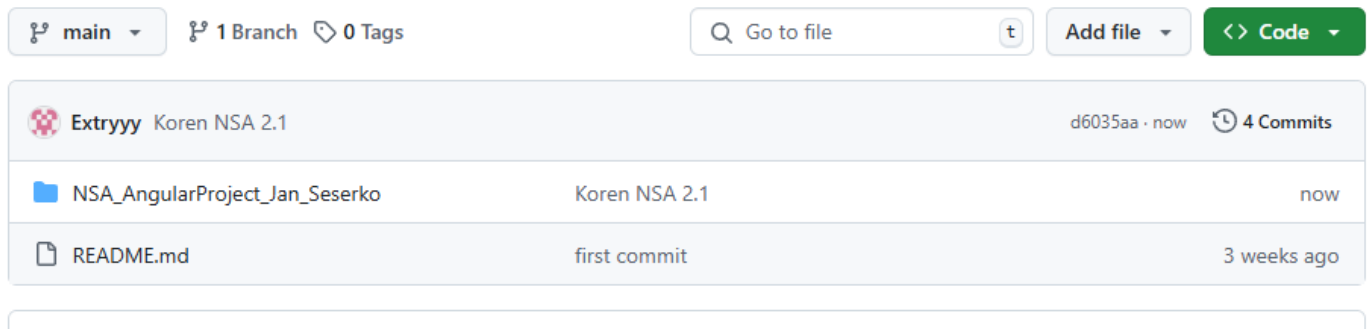 main 1 Branch 0 Tags Go to file t Add file <> Code
Extryyy Koren NSA 2.1 d6035aa · now 4 Commits
NSA_AngularProject_Jan_Seserko Koren NSA 2.1 now
README.md first commit 3 weeks ago